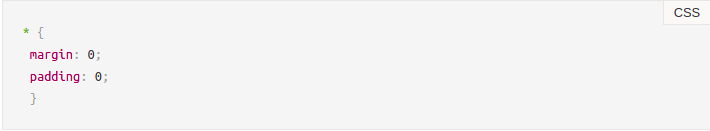 CSS
* {
margin: 0;
padding: 0;
}